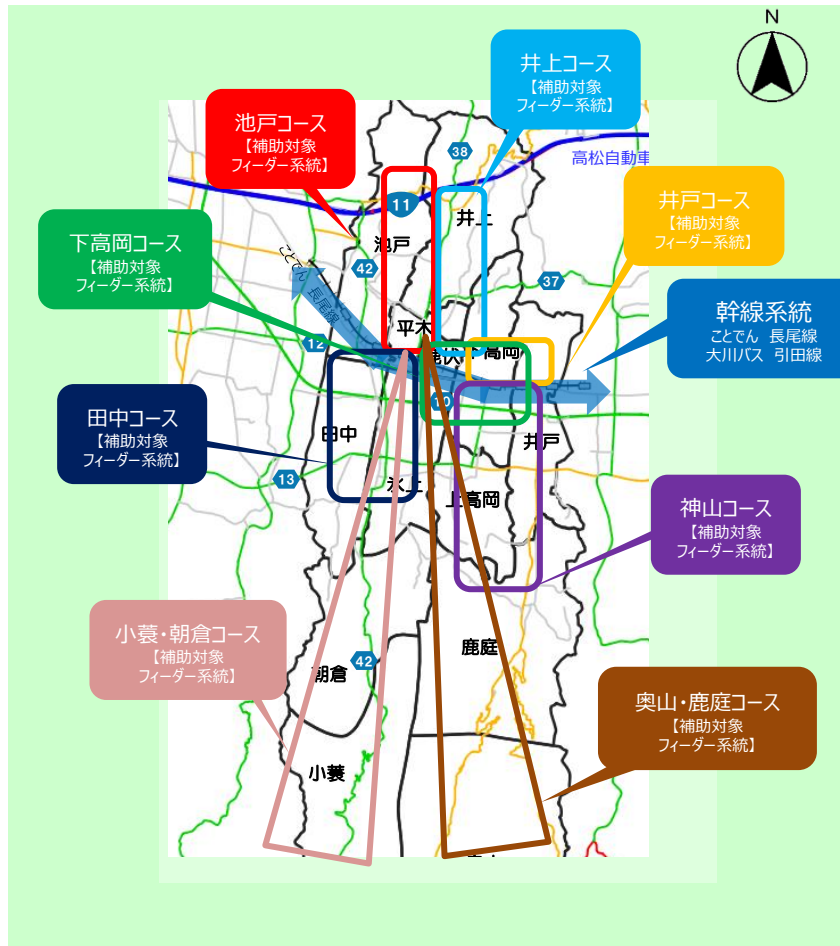 N
井上コース
【補助対象
フィーダー系統】
池戸コース
【補助対象
フィーダー系統】
38
高松自動車
井戸コース
【補助対象
フィーダー系統】
11
井上
下高岡コース
【補助対象
フィーダー系統】
池戸
42
37
ことでん 長尾線
幹線系統
ことでん 長尾線
大川バス 引田線
平木
12
鹿伏
下高岡
10
田中コース
【補助対象
フィーダー系統】
田中
井戸
13
氷上
上高岡
神山コース
【補助対象
フィーダー系統】
小蓑・朝倉コース
【補助対象
フィーダー系統】
鹿庭
42
朝倉
奥山・鹿庭コース
【補助対象
フィーダー系統】
小蓑